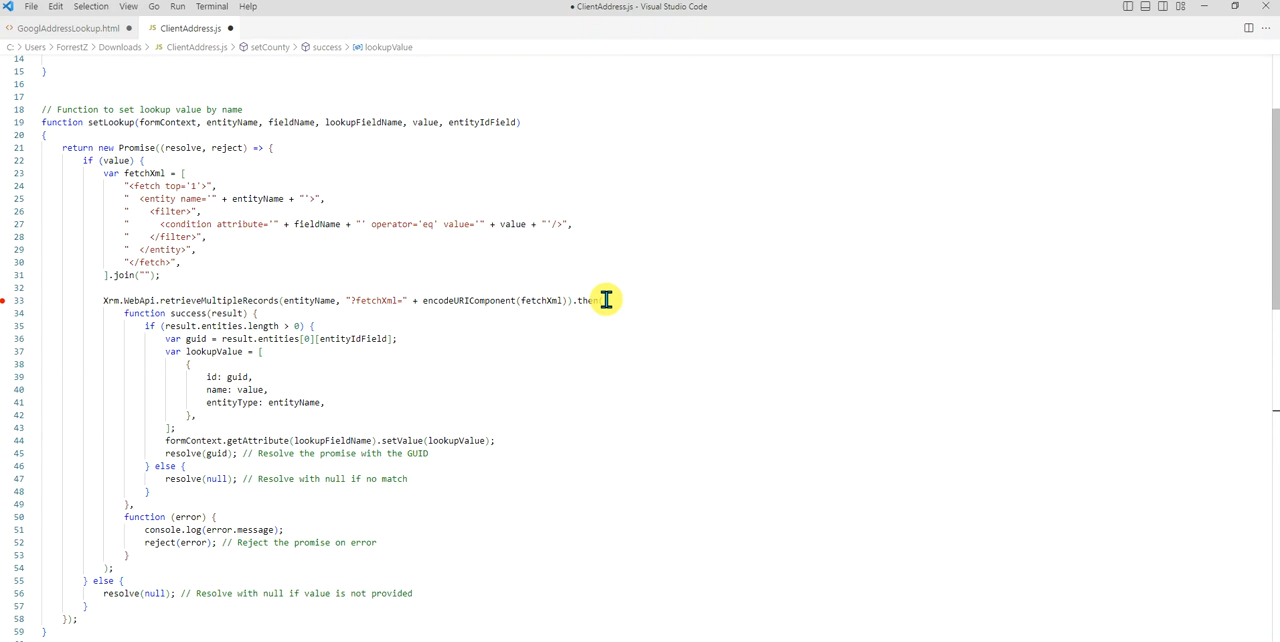 File Edit Selection View Go Run Terminal Help
● ClientAddress.js - Visual Studio Code
<> GooglAddressLookup.html ●
JS ClientAddress.js ●
C: > Users > ForrestZ > Downloads > JS ClientAddress.js > setCounty > success > lookupValue
14
15 }
16
17
18 // Function to set lookup value by name
19 function setLookup(formContext, entityName, fieldName, lookupFieldName, value, entityIdField)
20 {
21 return new Promise((resolve, reject) => {
22 if (value) {
23 var fetchXml = [
24 "<fetch top='1'>",
25 " <entity name='" + entityName + "'>",
26 " <filter>",
27 " <condition attribute='" + fieldName + "' operator='eq' value='" + value + "'/>",
28 " </filter>",
29 " </entity>",
30 "</fetch>",
31 ].join("");
32
33 Xrm.WebApi.retrieveMultipleRecords(entityName, "?fetchXml=" + encodeURIComponent(fetchXml)).then
34 function success(result) {
35 if (result.entities.length > 0) {
36 var guid = result.entities[0][entityIdField];
37 var lookupValue = [
38 {
39 id: guid,
40 name: value,
41 entityType: entityName,
42 },
43 ];
44 formContext.getAttribute(lookupFieldName).setValue(lookupValue);
45 resolve(guid); // Resolve the promise with the GUID
46 } else {
47 resolve(null); // Resolve with null if no match
48 }
49 },
50 function (error) {
51 console.log(error.message);
52 reject(error); // Reject the promise on error
53 }
54 );
55 } else {
56 resolve(null); // Resolve with null if value is not provided
57 }
58 });
59 }